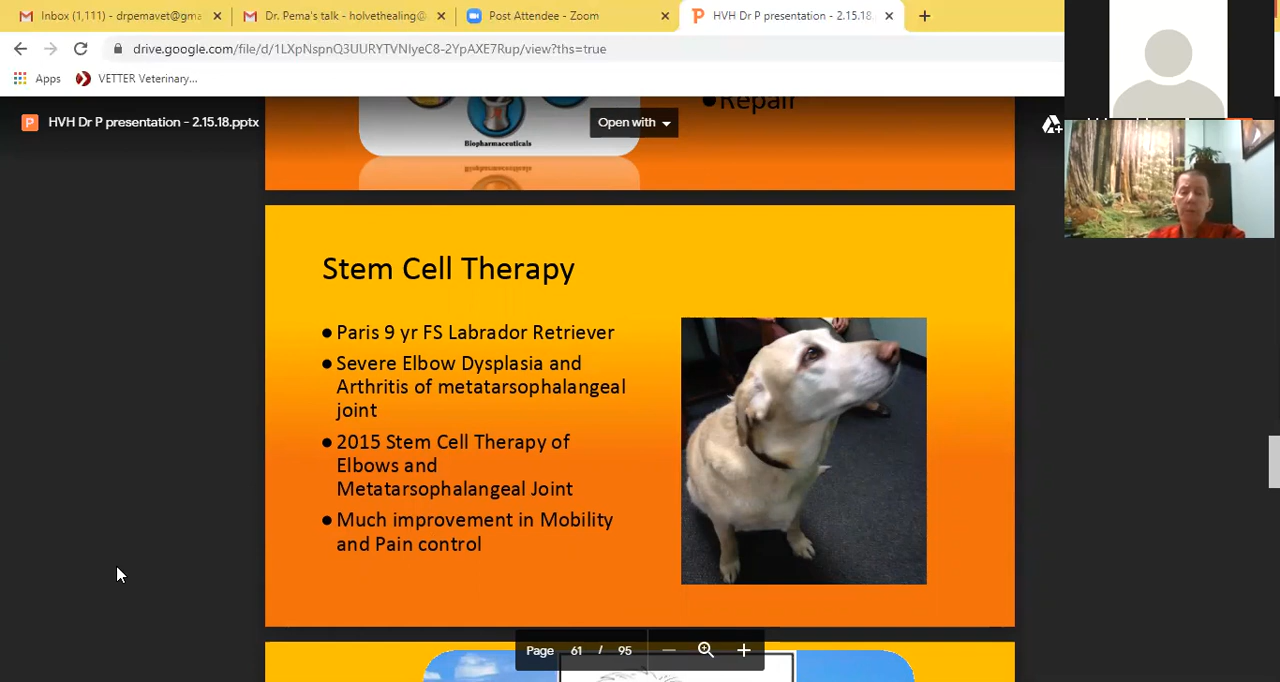 Inbox (1,111) - drpemavet@gma
Dr. Pema's talk - holvethealing@
Post Attendee - Zoom
HVH Dr P presentation - 2.15.18.
drive.google.com/file/d/1LXpNspnQ3UURYTVNIyeC8-2YpAXE7Rup/view?ths=true
Apps
VETTER Veterinary...
HVH Dr P presentation - 2.15.18.pptx
Open with
●Repair
Biopharmaceuticals
Stem Cell Therapy
● Paris 9 yr FS Labrador Retriever
● Severe Elbow Dysplasia and
Arthritis of metatarsophalangeal
joint
● 2015 Stem Cell Therapy of
Elbows and
Metatarsophalangeal Joint
● Much improvement in Mobility
and Pain control
Page 61 / 95